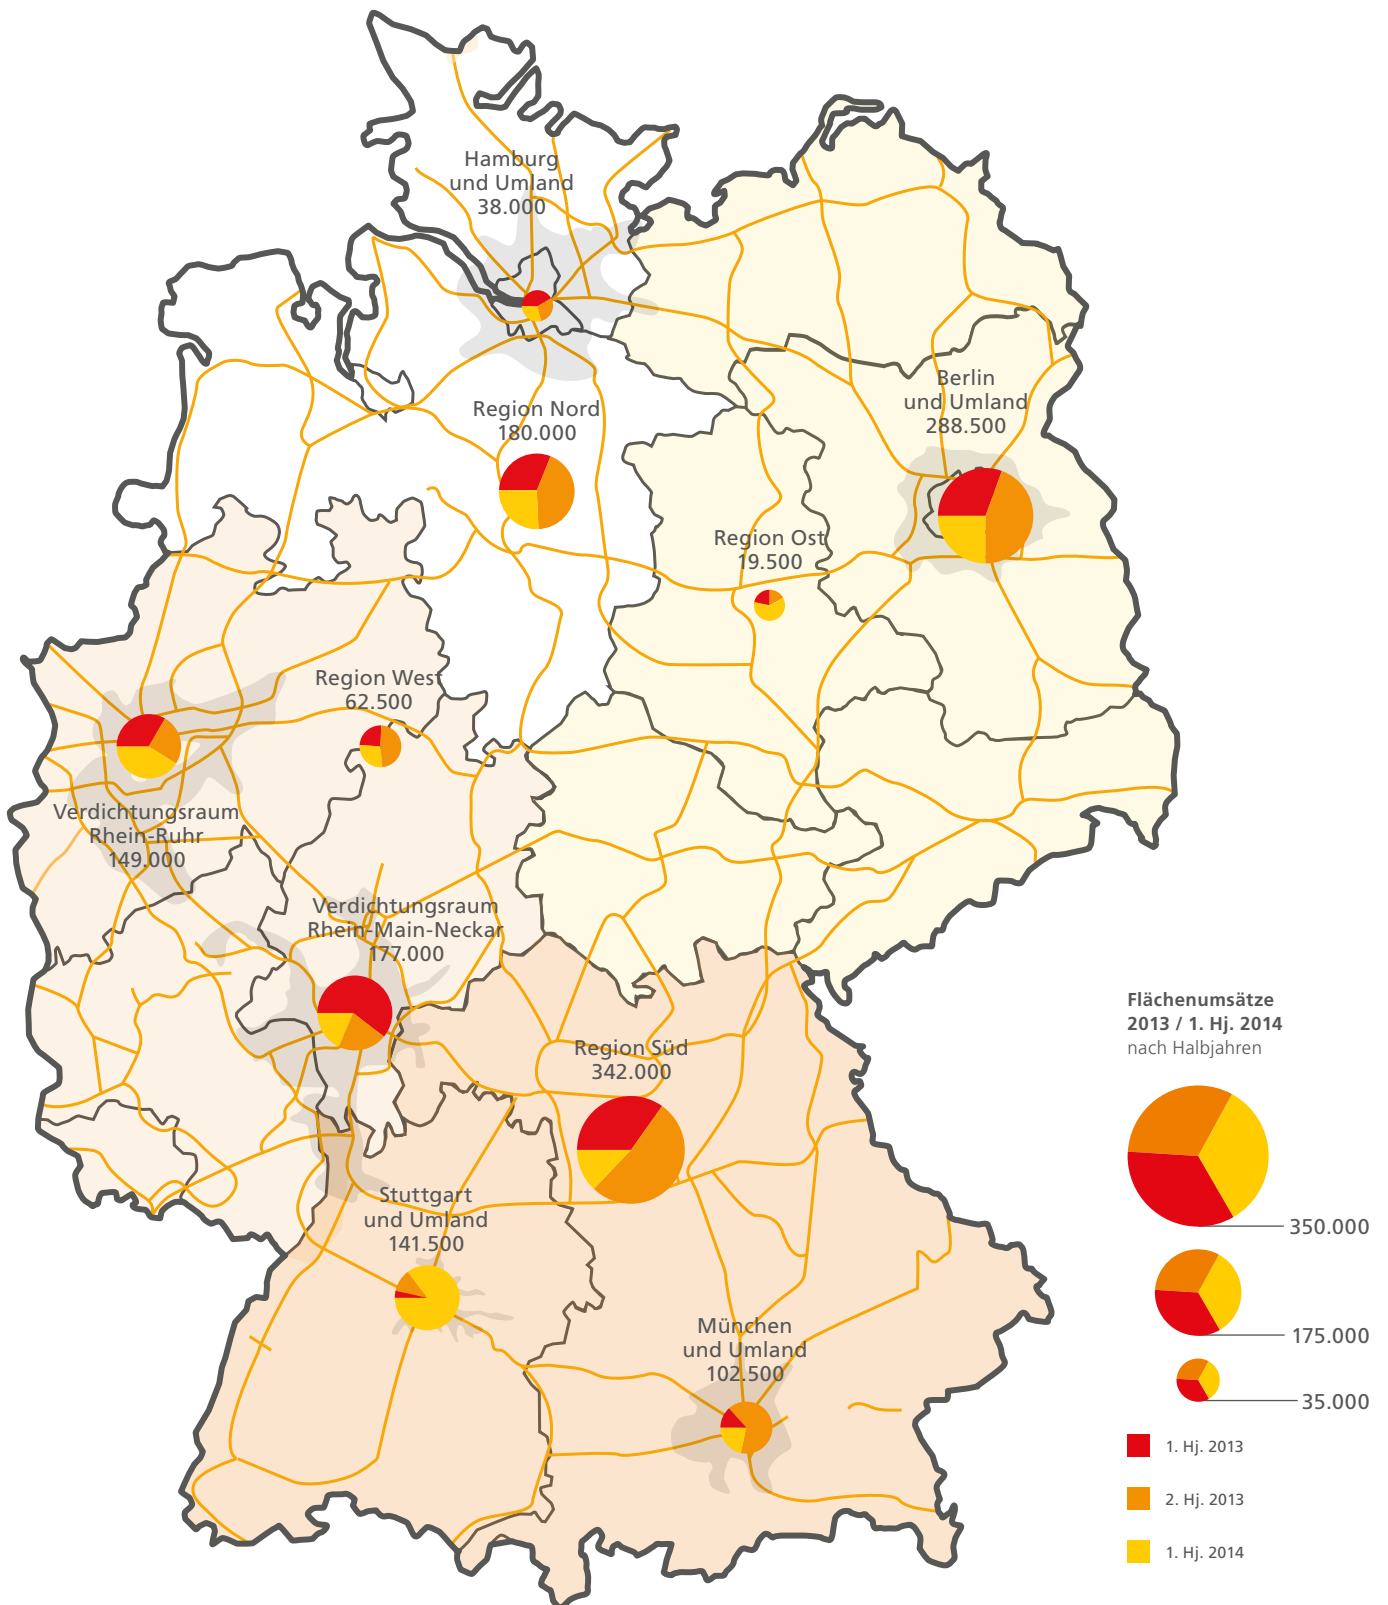 Hamburg
und Umland
38.000
Region Nord
180.000
Berlin
und Umland
288.500
Region Ost
19.500
Region West
62.500
Verdichtungsraum
Rhein-Ruhr
149.000
Verdichtungsraum
Rhein-Main-Neckar
177.000
Region Süd
342.000
Stuttgart
und Umland
141.500
München
und Umland
102.500
Flächenumsätze
2013 / 1. Hj. 2014
nach Halbjahren
350.000
175.000
35.000
1. Hj. 2013
2. Hj. 2013
1. Hj. 2014